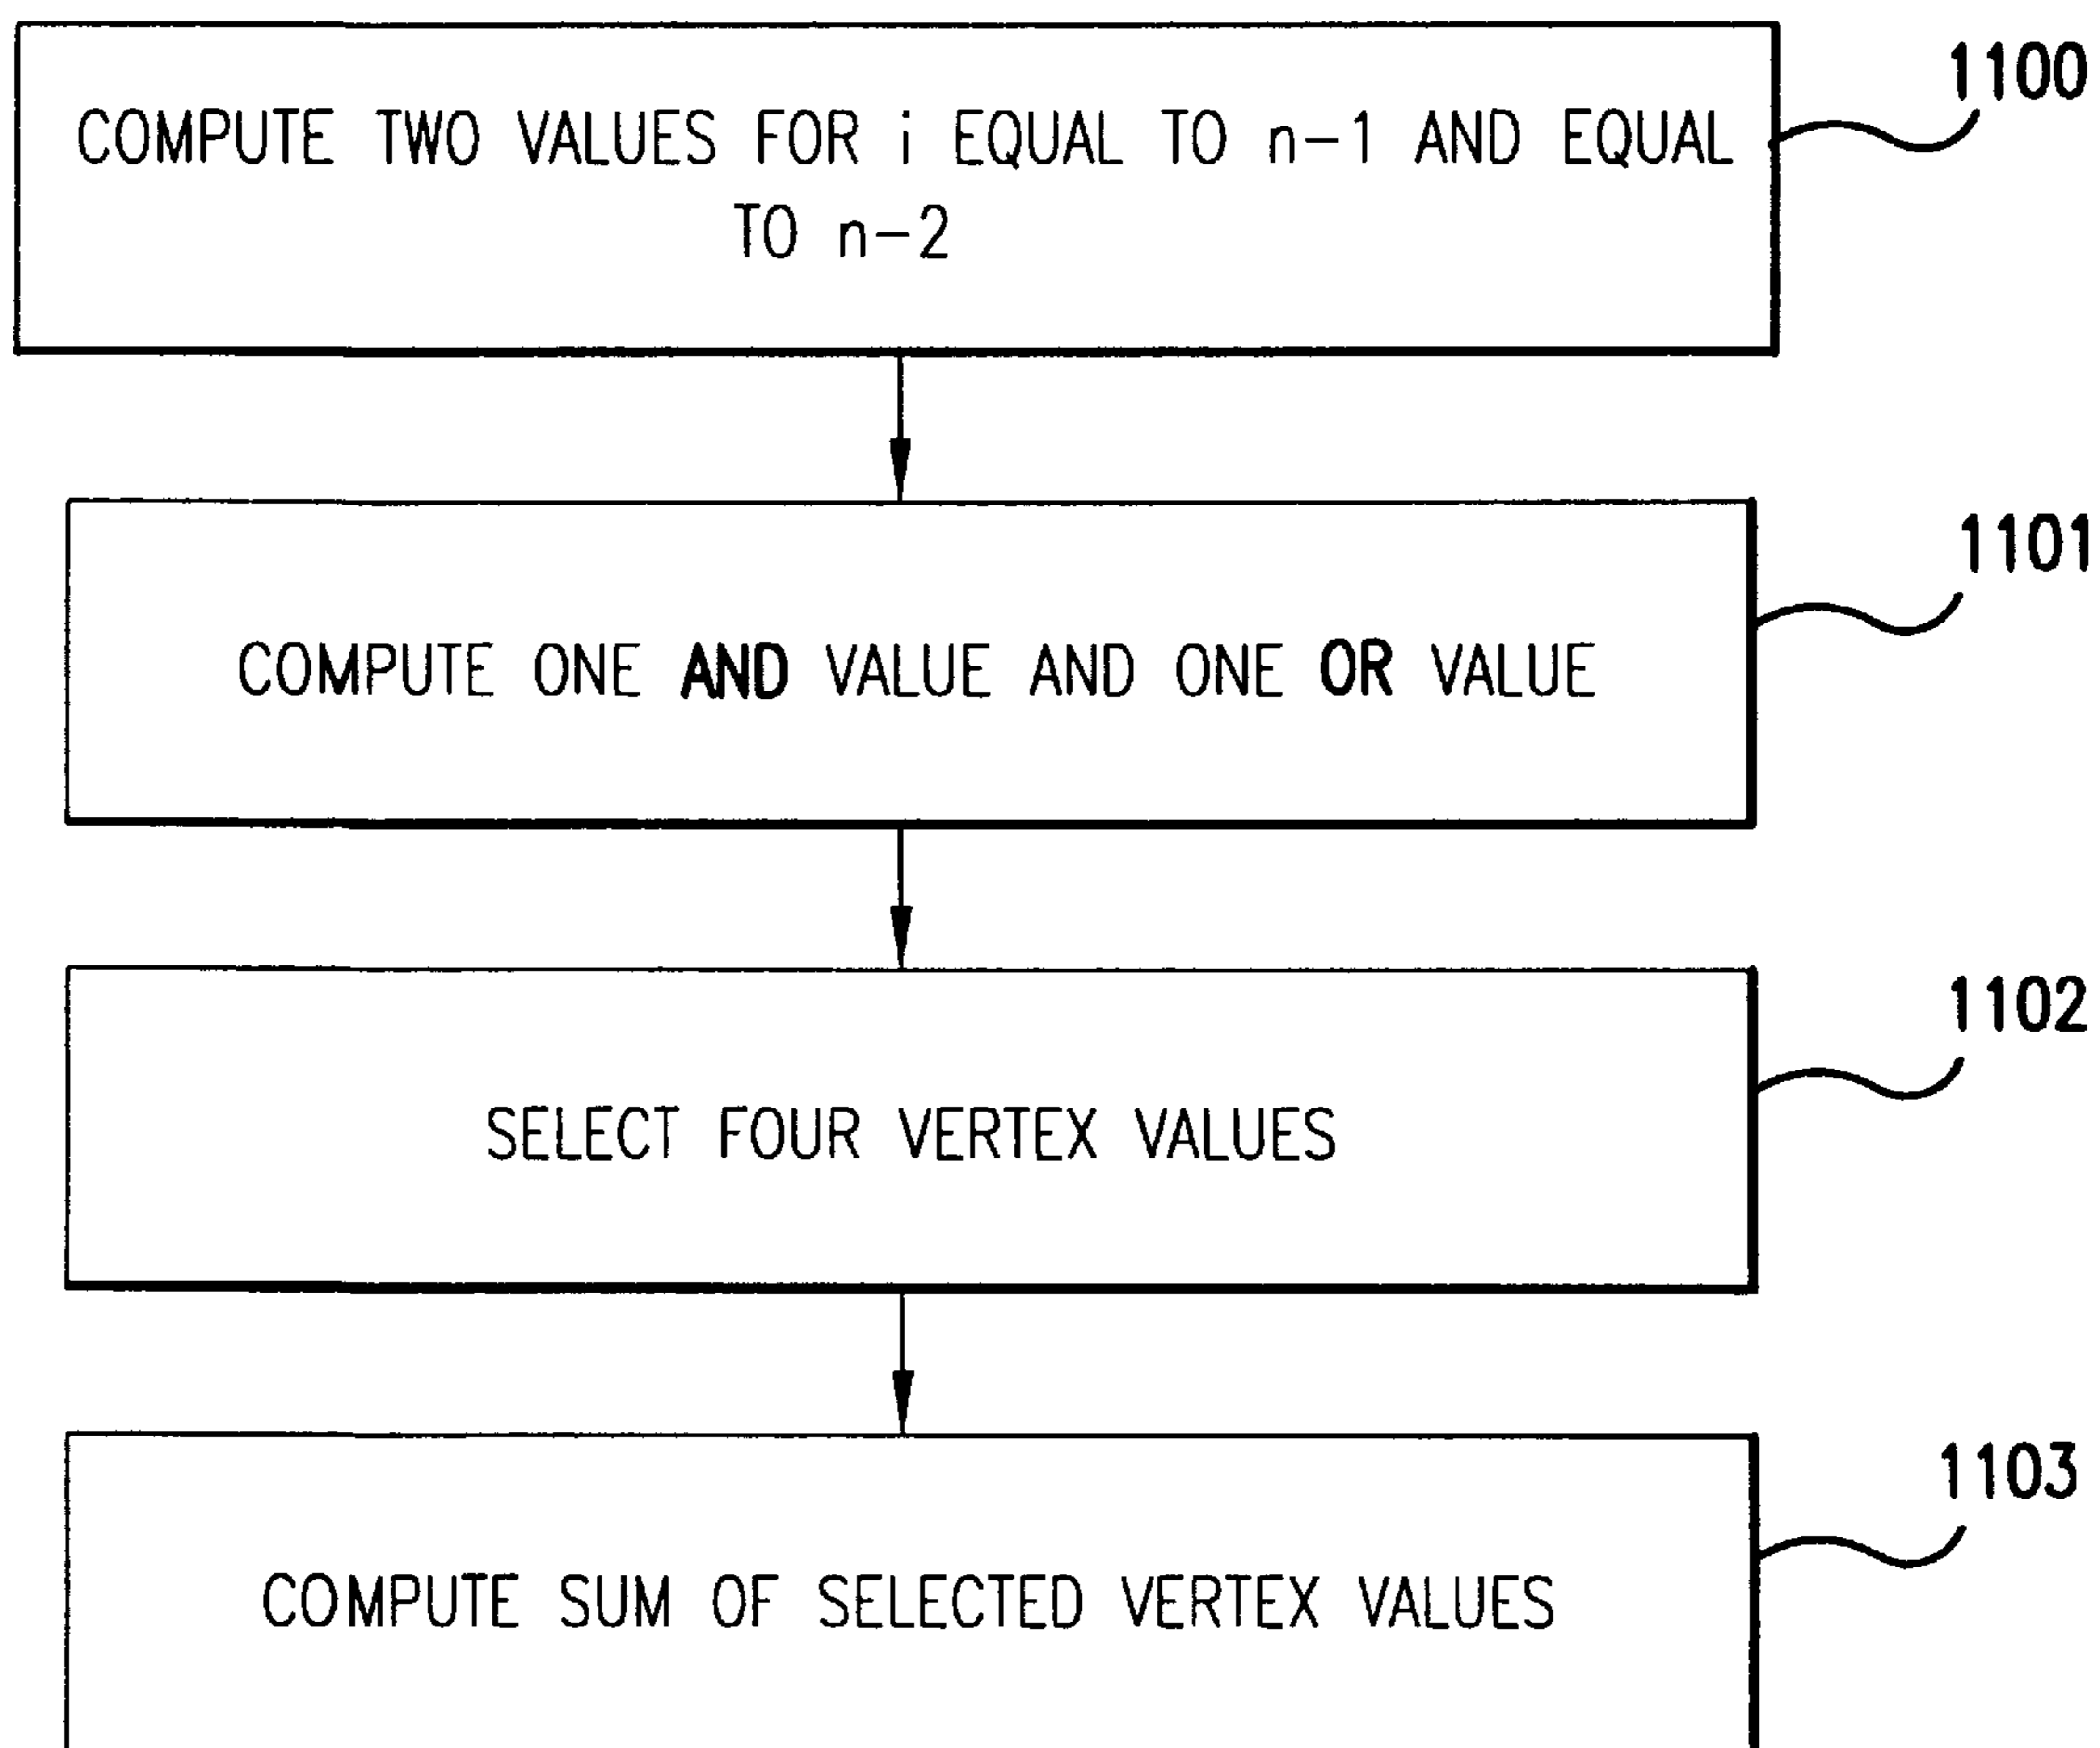 1100
COMPUTE TWO VALUES FOR i EQUAL TO n-1 AND EQUAL
TO n-2
1101
COMPUTE ONE AND VALUE AND ONE OR VALUE
1102
SELECT FOUR VERTEX VALUES
1103
COMPUTE SUM OF SELECTED VERTEX VALUES